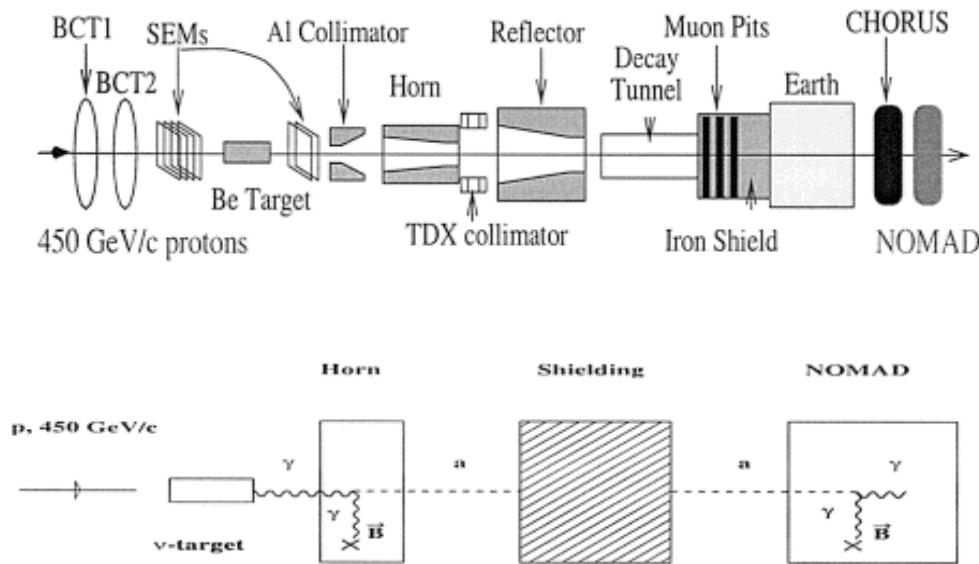 BCT1
BCT2
SEMs
Al Collimator
Horn
Reflector
Decay
Tunnel
Muon Pits
Earth
CHORUS
Be Target
450 GeV/c protons
TDX collimator
Iron Shield
NOMAD
Horn
Shielding
NOMAD
p, 450 GeV/c
γ
a
a
γ
γ
B⃗
γ
B⃗
ν-target